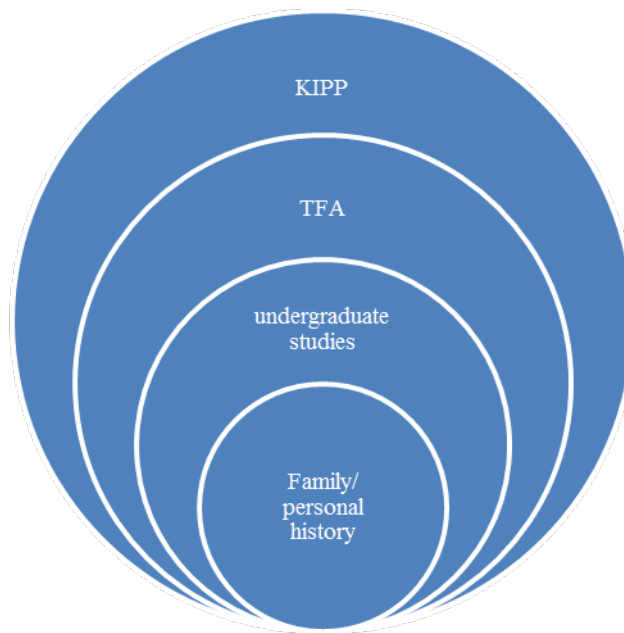 KIPP
TFA
undergraduate
studies
Family/
personal
history